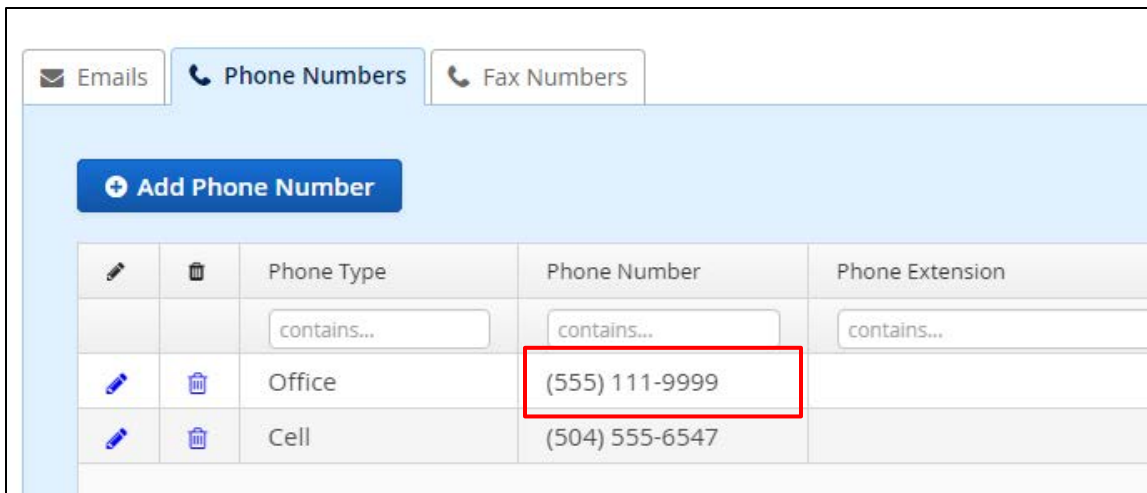 Emails Phone Numbers Fax Numbers
Add Phone Number
Phone Type Phone Number Phone Extension
contains... contains... contains...
Office (555) 111-9999
Cell (504) 555-6547